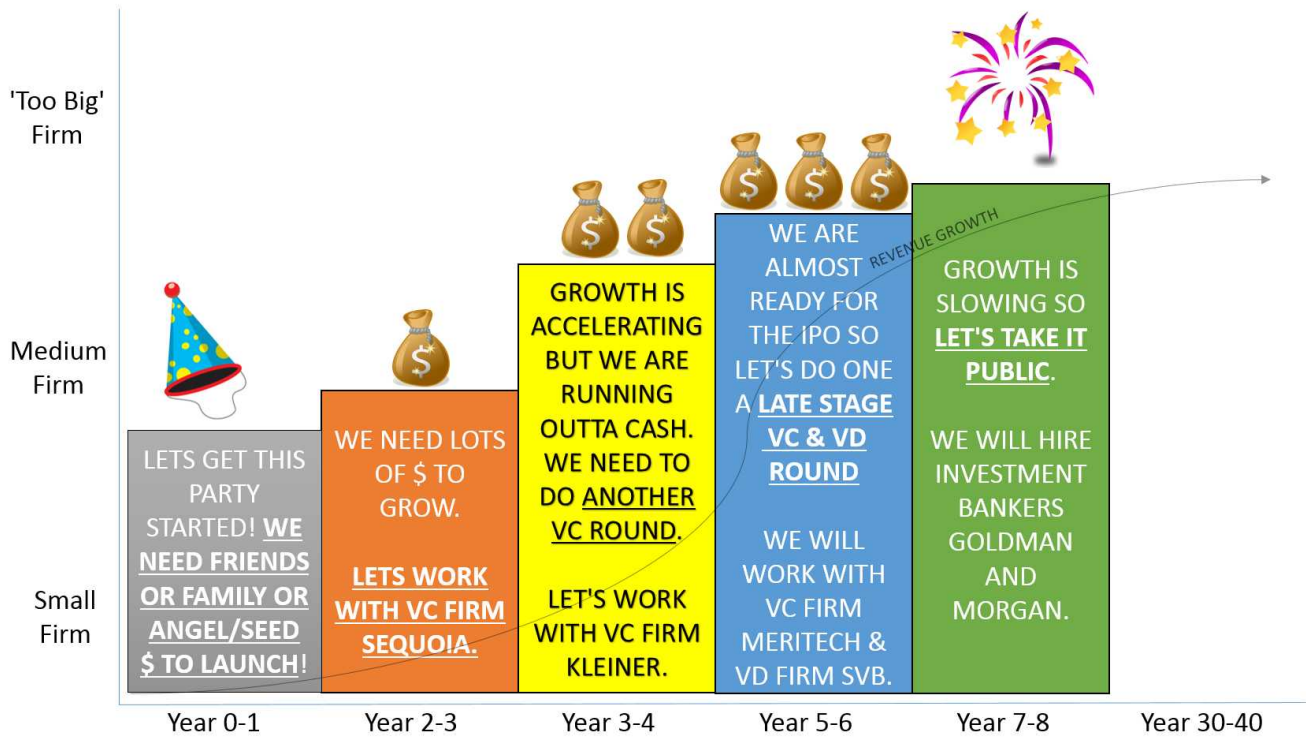 'Too Big'
Firm
Medium
Firm
Small
Firm
$
$
$
$
$
$
LETS GET THIS
PARTY
STARTED! WE
NEED FRIENDS
OR FAMILY OR
ANGEL/SEED
$ TO LAUNCH!
WE NEED LOTS
OF $ TO
GROW.
LETS WORK
WITH VC FIRM
SEQUOIA.
GROWTH IS
ACCELERATING
BUT WE ARE
RUNNING
OUTTA CASH.
WE NEED TO
DO ANOTHER
VC ROUND.
LET'S WORK
WITH VC FIRM
KLEINER.
WE ARE
ALMOST
READY FOR
THE IPO SO
LET'S DO ONE
A LATE STAGE
VC & VD
ROUND
WE WILL
WORK WITH
VC FIRM
MERITECH &
VD FIRM SVB.
REVENUE GROWTH
GROWTH IS
SLOWING SO
LET'S TAKE IT
PUBLIC.
WE WILL HIRE
INVESTMENT
BANKERS
GOLDMAN
AND
MORGAN.
Year 0-1
Year 2-3
Year 3-4
Year 5-6
Year 7-8
Year 30-40